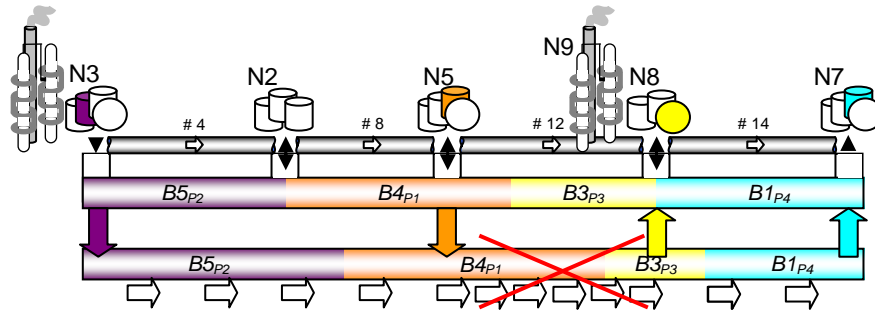 N9
N3
N2
N5
N8
N7
# 4
# 8
# 12
# 14
B5P2
B4P1
B3P3
B1P4
B5P2
B4P1
B3P3
B1P4